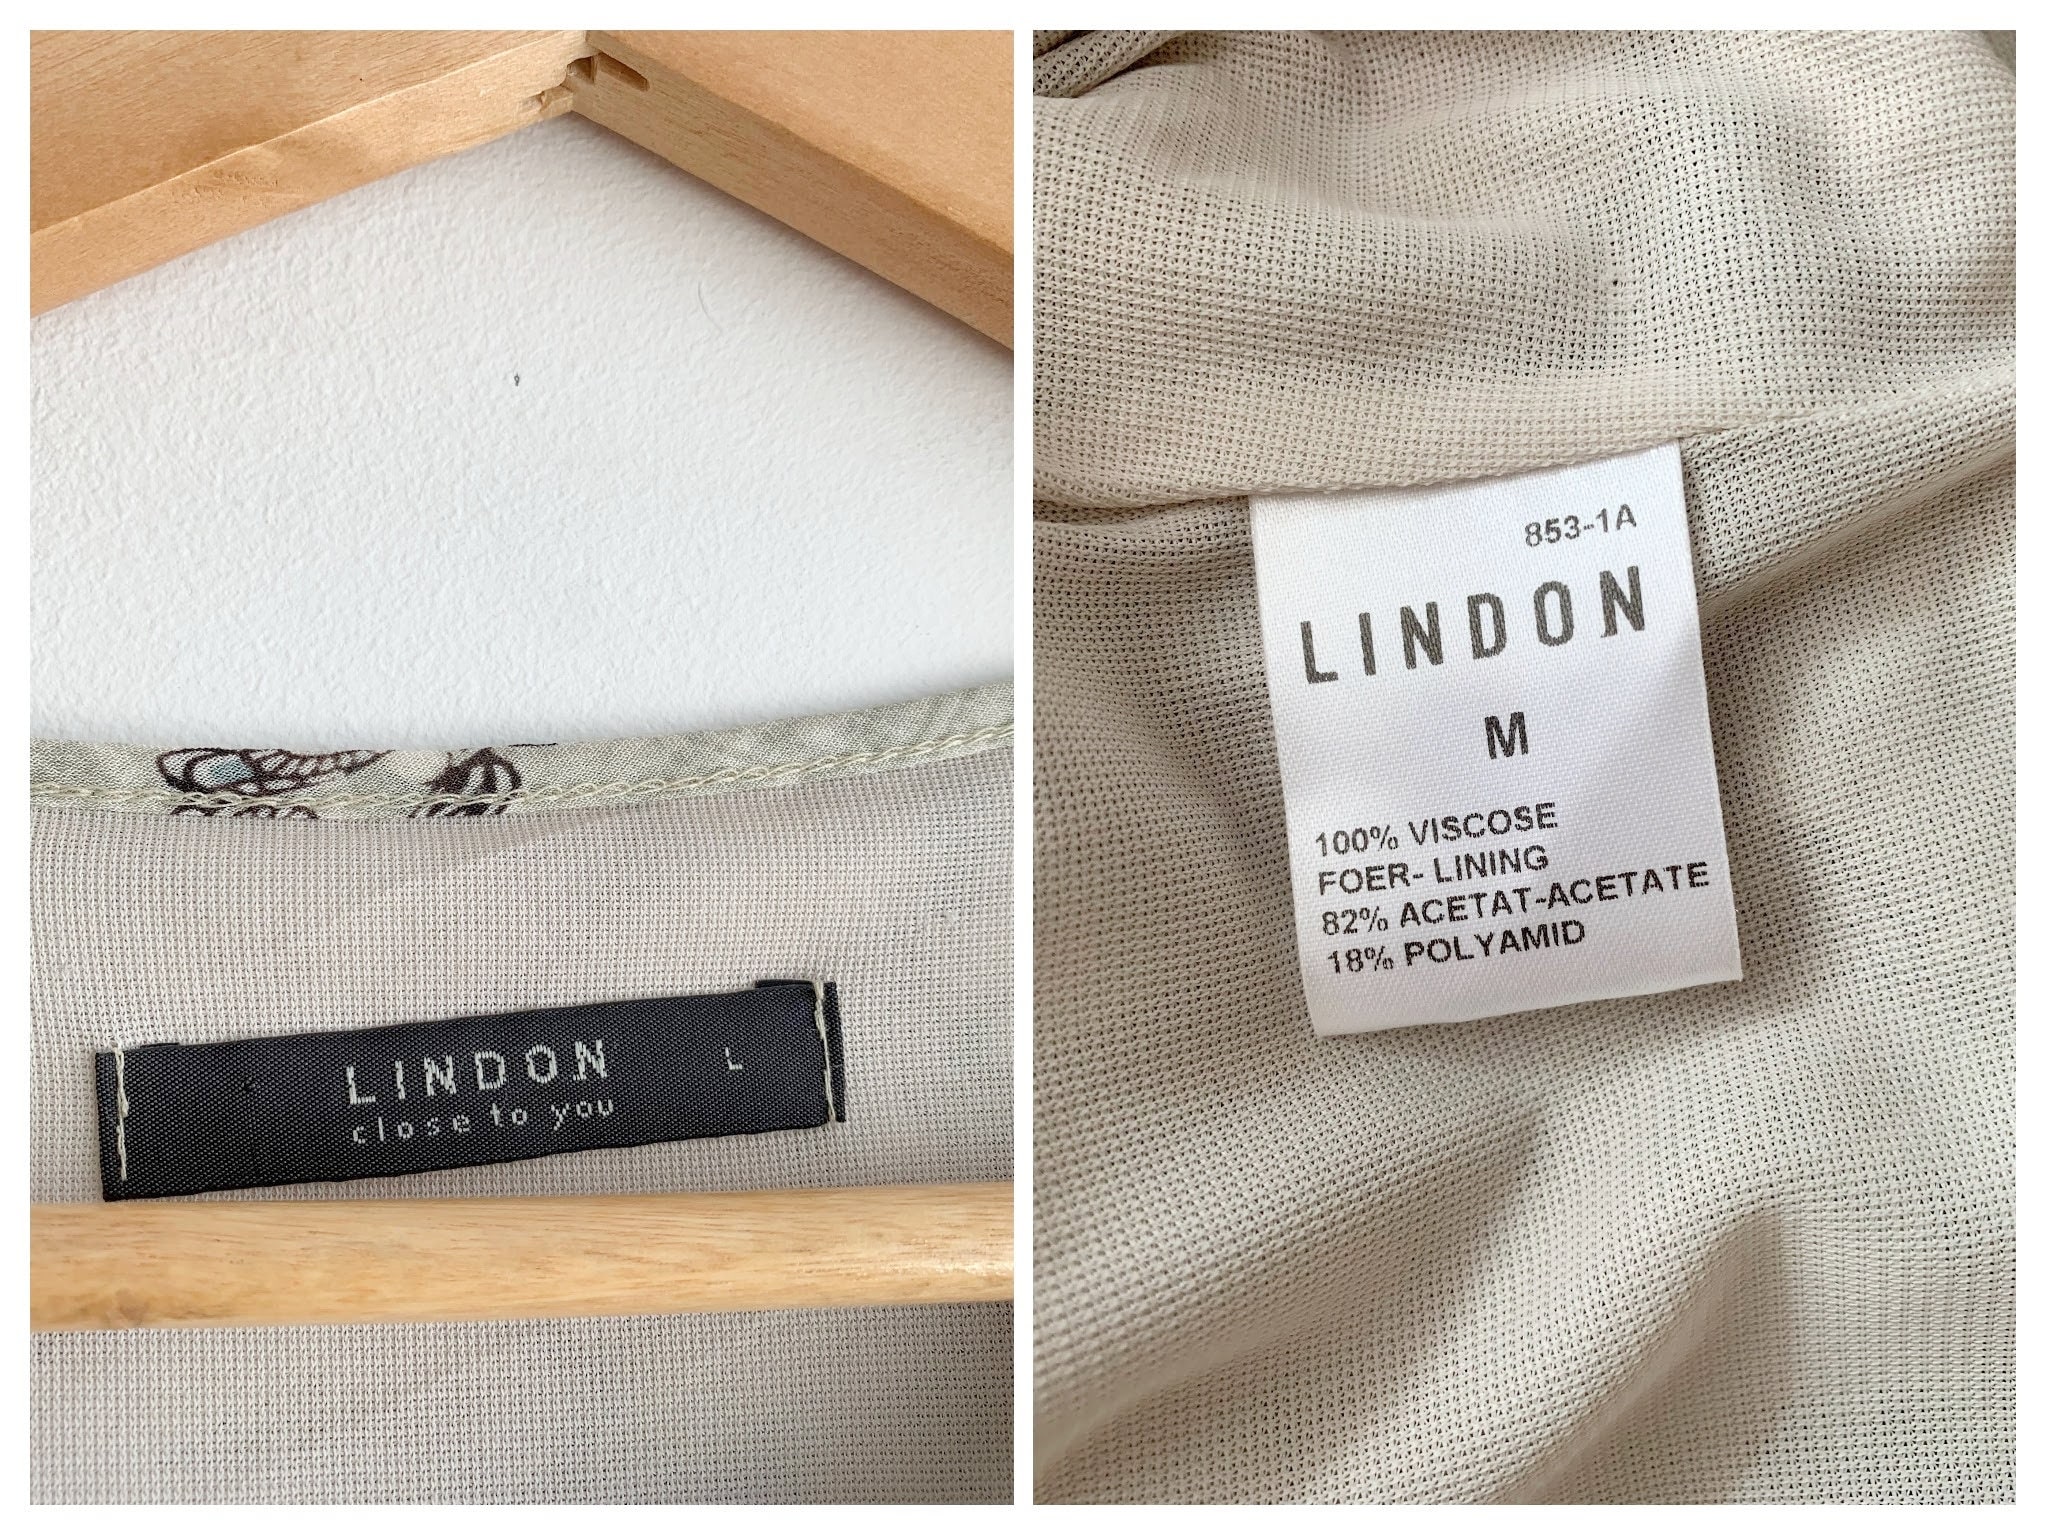 LINDON L
close to you
853-1A
LINDON
M
100% VISCOSE
FOER- LINING
82% ACETAT-ACETATE
18% POLYAMID